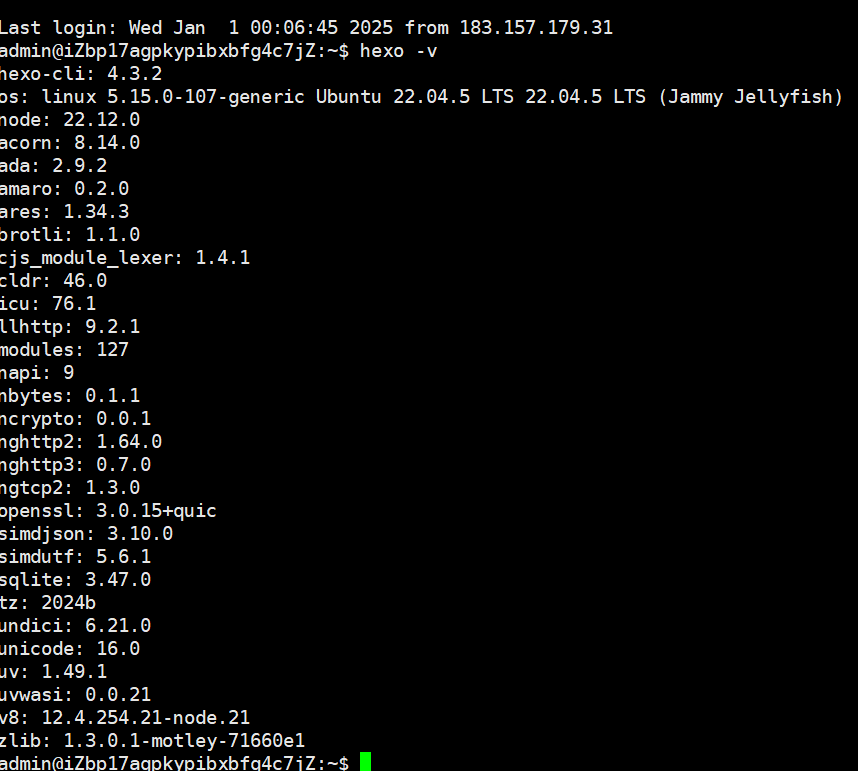 Last login: Wed Jan  1 00:06:45 2025 from 183.157.179.31
admin@iZbp17agpkypibxbfg4c7jZ:~$ hexo -v
hexo-cli: 4.3.2
os: linux 5.15.0-107-generic Ubuntu 22.04.5 LTS 22.04.5 LTS (Jammy Jellyfish)
node: 22.12.0
acorn: 8.14.0
ada: 2.9.2
amaro: 0.2.0
ares: 1.34.3
brotli: 1.1.0
cjs_module_lexer: 1.4.1
cldr: 46.0
icu: 76.1
llhttp: 9.2.1
modules: 127
napi: 9
nbytes: 0.1.1
ncrypto: 0.0.1
nghttp2: 1.64.0
nghttp3: 0.7.0
ngtcp2: 1.3.0
openssl: 3.0.15+quic
simdjson: 3.10.0
simdutf: 5.6.1
sqlite: 3.47.0
tz: 2024b
undici: 6.21.0
unicode: 16.0
uv: 1.49.1
uvwasi: 0.0.21
v8: 12.4.254.21-node.21
zlib: 1.3.0.1-motley-71660e1
admin@iZbp17agpkypibxbfg4c7jZ:~$